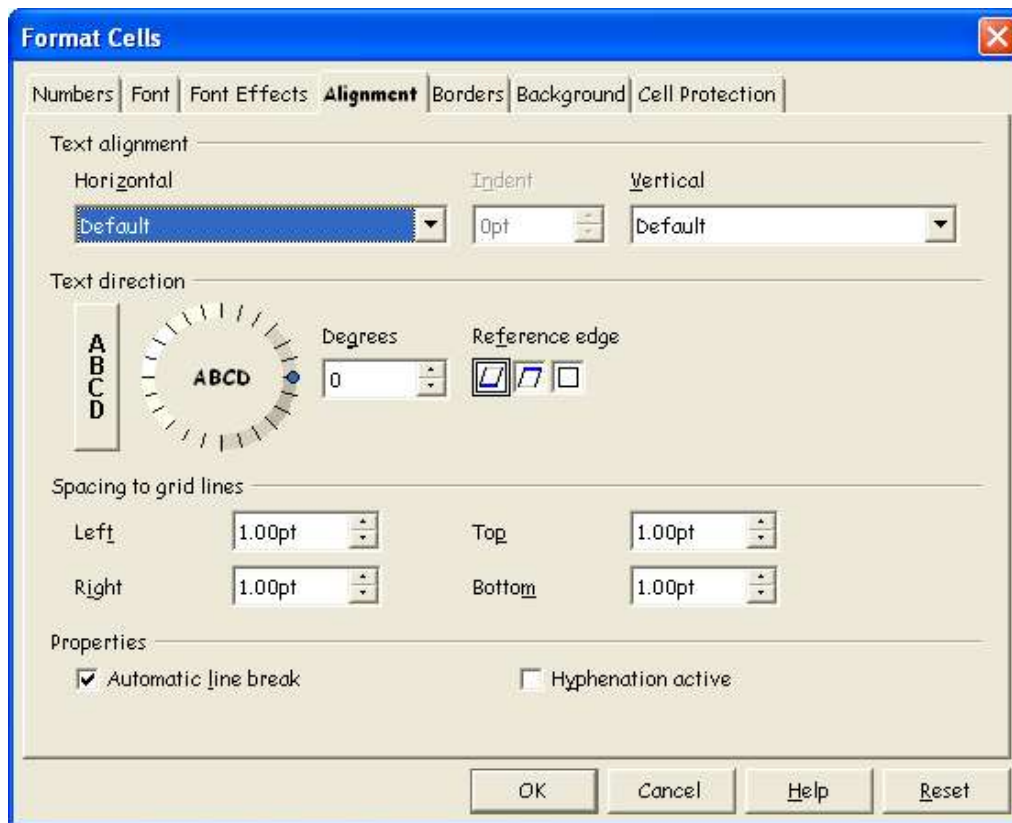 Format Cells
Numbers Font Font Effects Alignment Borders Background Cell Protection
Text alignment
Horizontal Indent Vertical
Default 0pt Default
Text direction
ABCD
ABCD
Degrees Reference edge
0
Spacing to grid lines
Left 1.00pt Top 1.00pt
Right 1.00pt Bottom 1.00pt
Properties
Automatic line break Hyphenation active
OK Cancel Help Reset